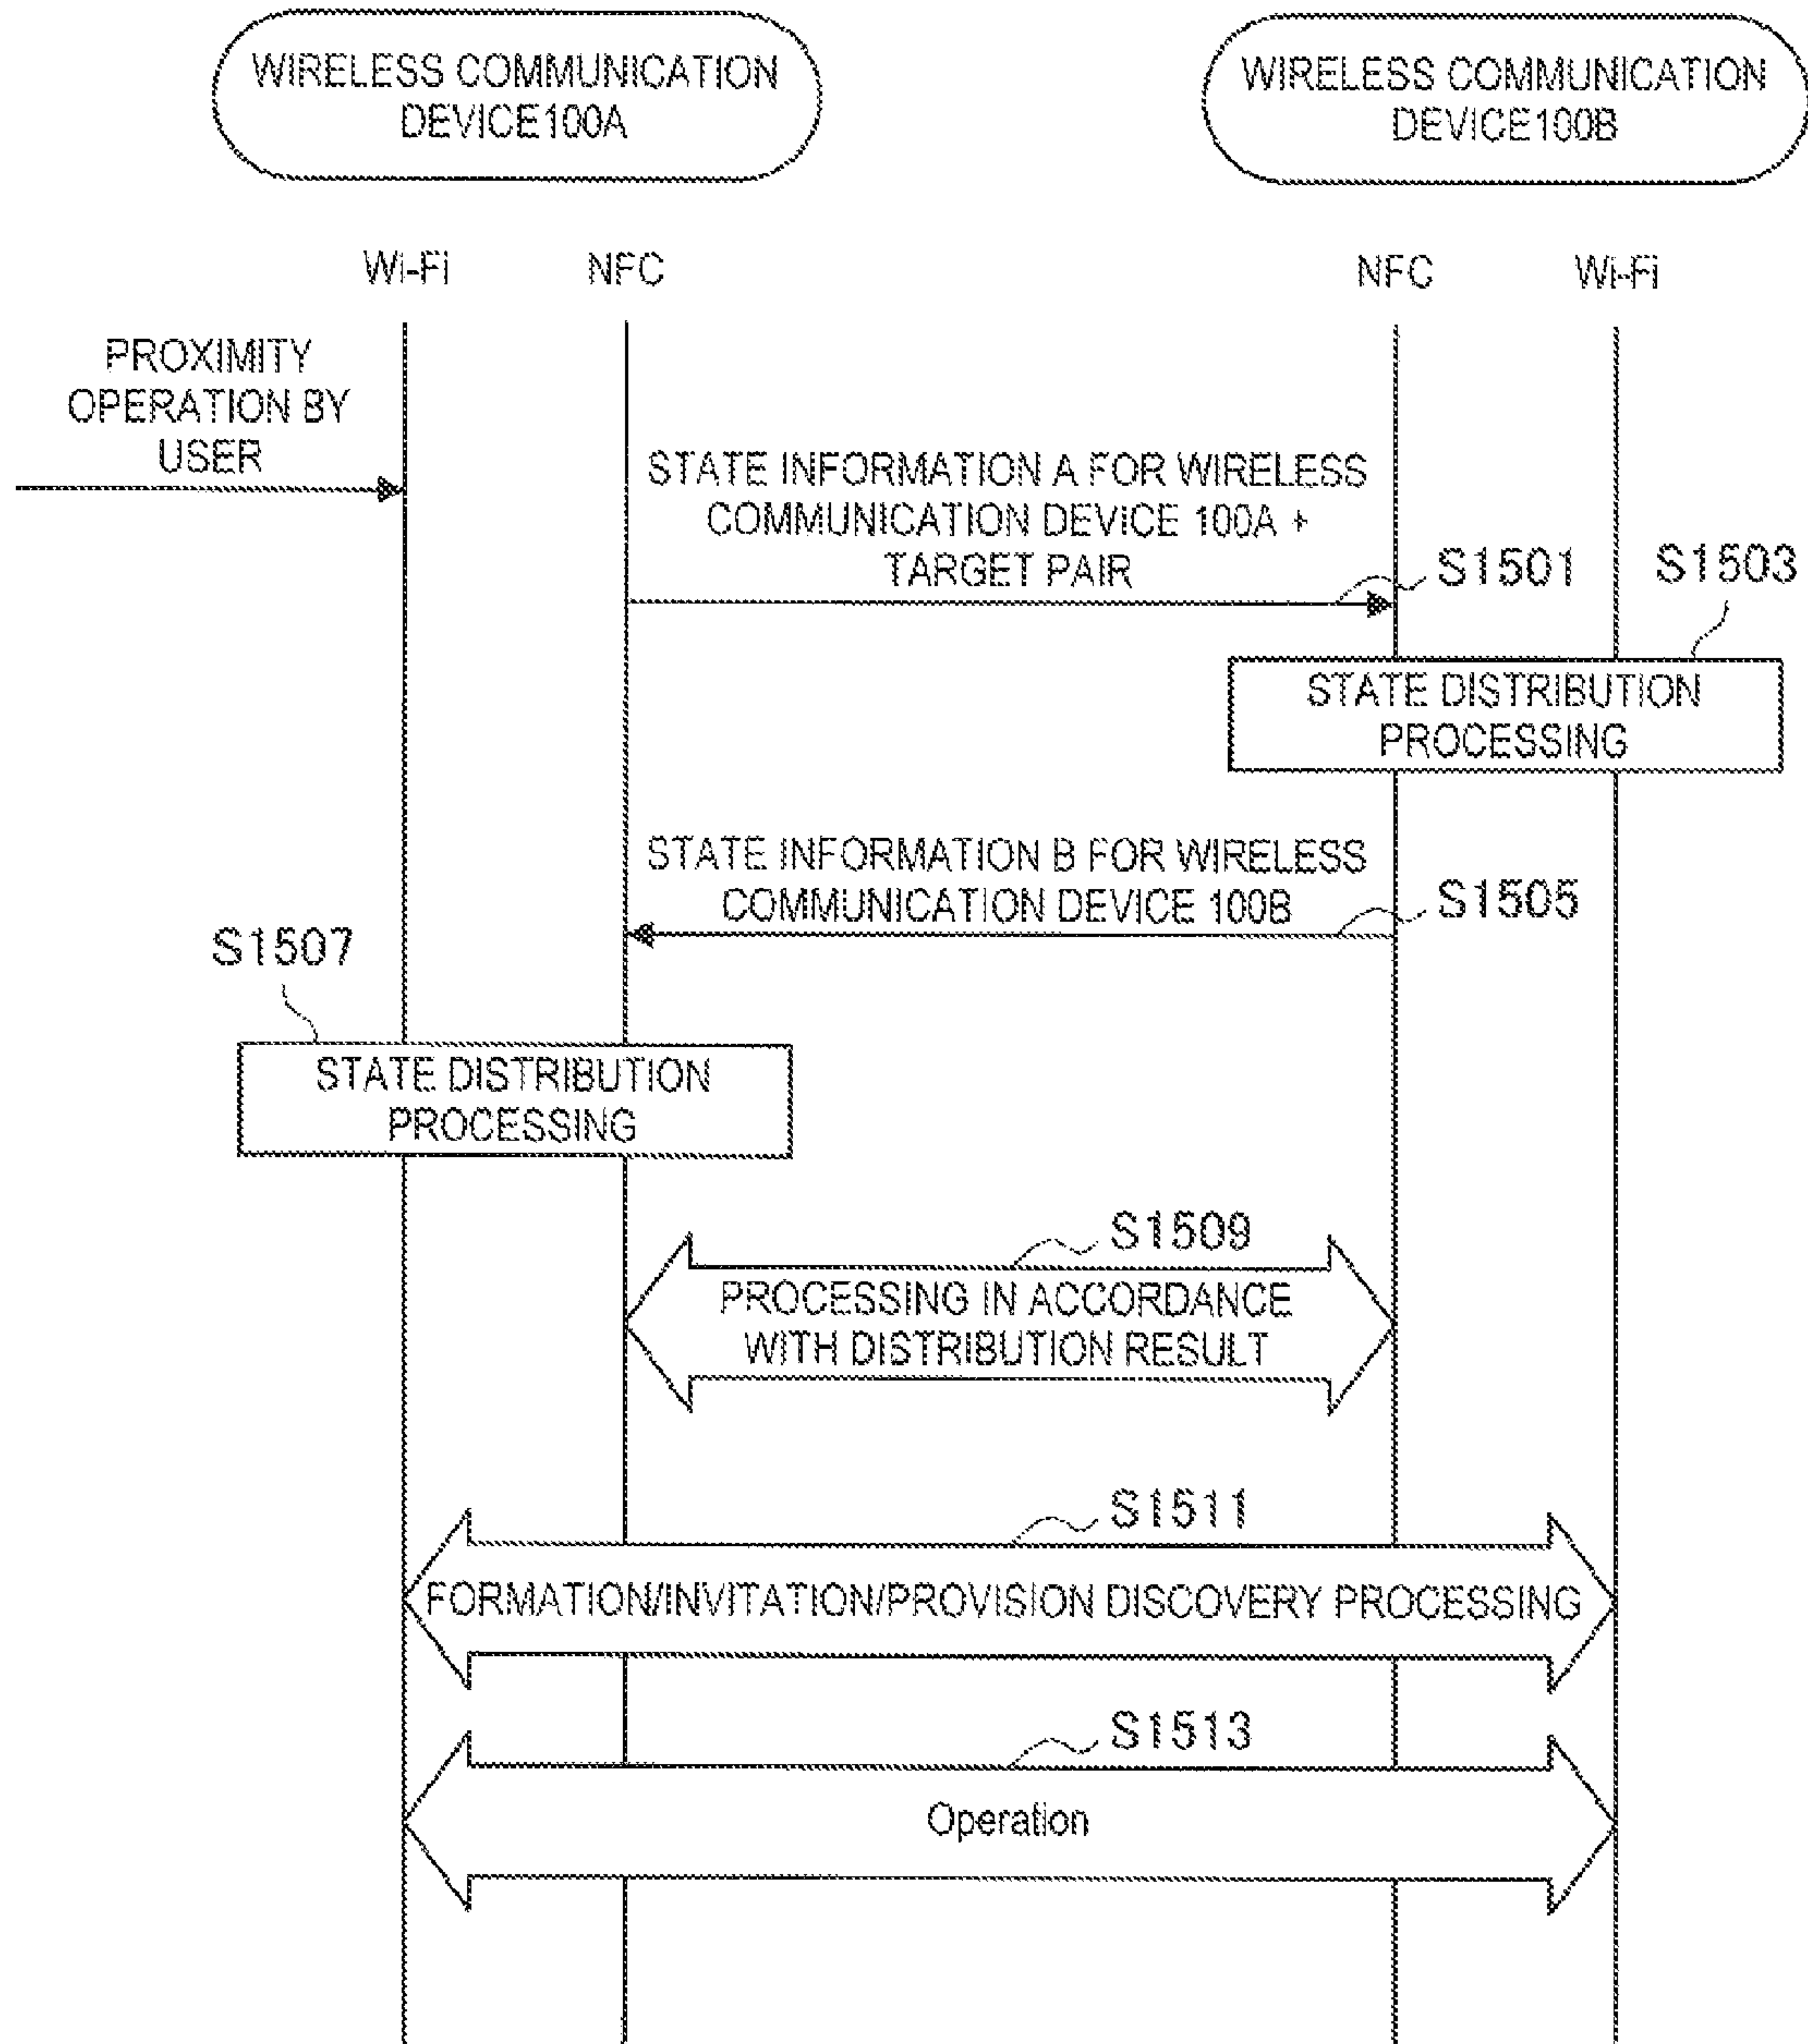 WIRELESS COMMUNICATION
DEVICE100A
WIRELESS COMMUNICATION
DEVICE100B
Wi-Fi
NFC
NFC
Wi-Fi
PROXIMITY
OPERATION BY
USER
STATE INFORMATION A FOR WIRELESS
COMMUNICATION DEVICE 100A +
TARGET PAIR
S1501
S1503
STATE DISTRIBUTION
PROCESSING
STATE INFORMATION B FOR WIRELESS
COMMUNICATION DEVICE 100B
S1505
S1507
STATE DISTRIBUTION
PROCESSING
S1509
PROCESSING IN ACCORDANCE
WITH DISTRIBUTION RESULT
S1511
FORMATION/INVITATION/PROVISION DISCOVERY PROCESSING
S1513
Operation